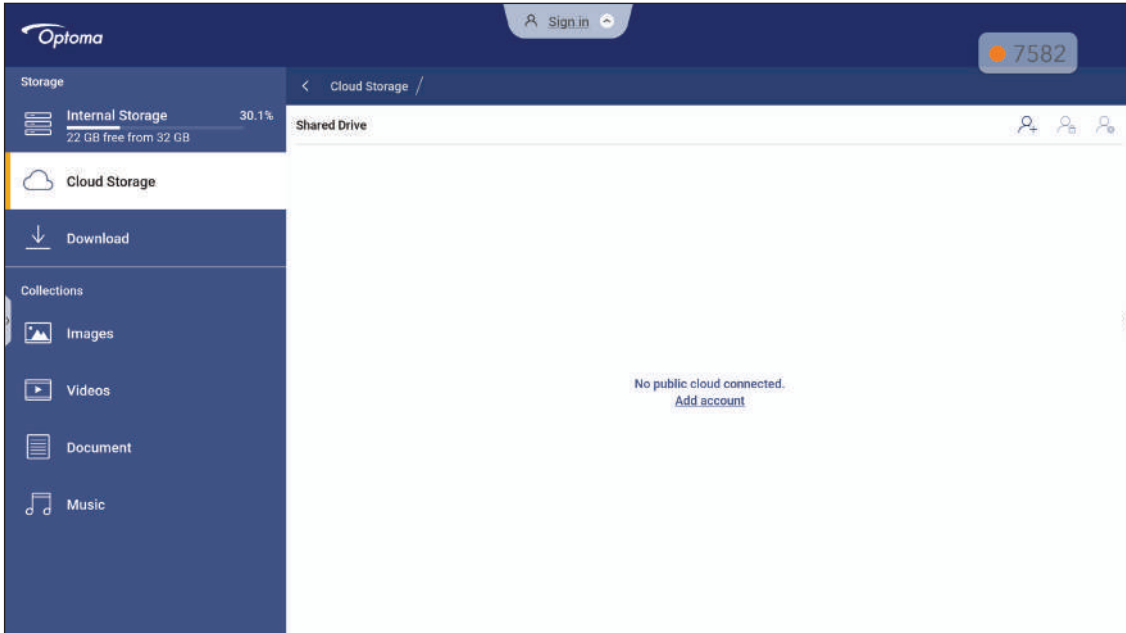 Optoma
Sign in
7582
Storage
Internal Storage 30.1%
22 GB free from 32 GB
Cloud Storage
Download
Collections
Images
Videos
Document
Music
Cloud Storage /
Shared Drive
No public cloud connected.
Add account